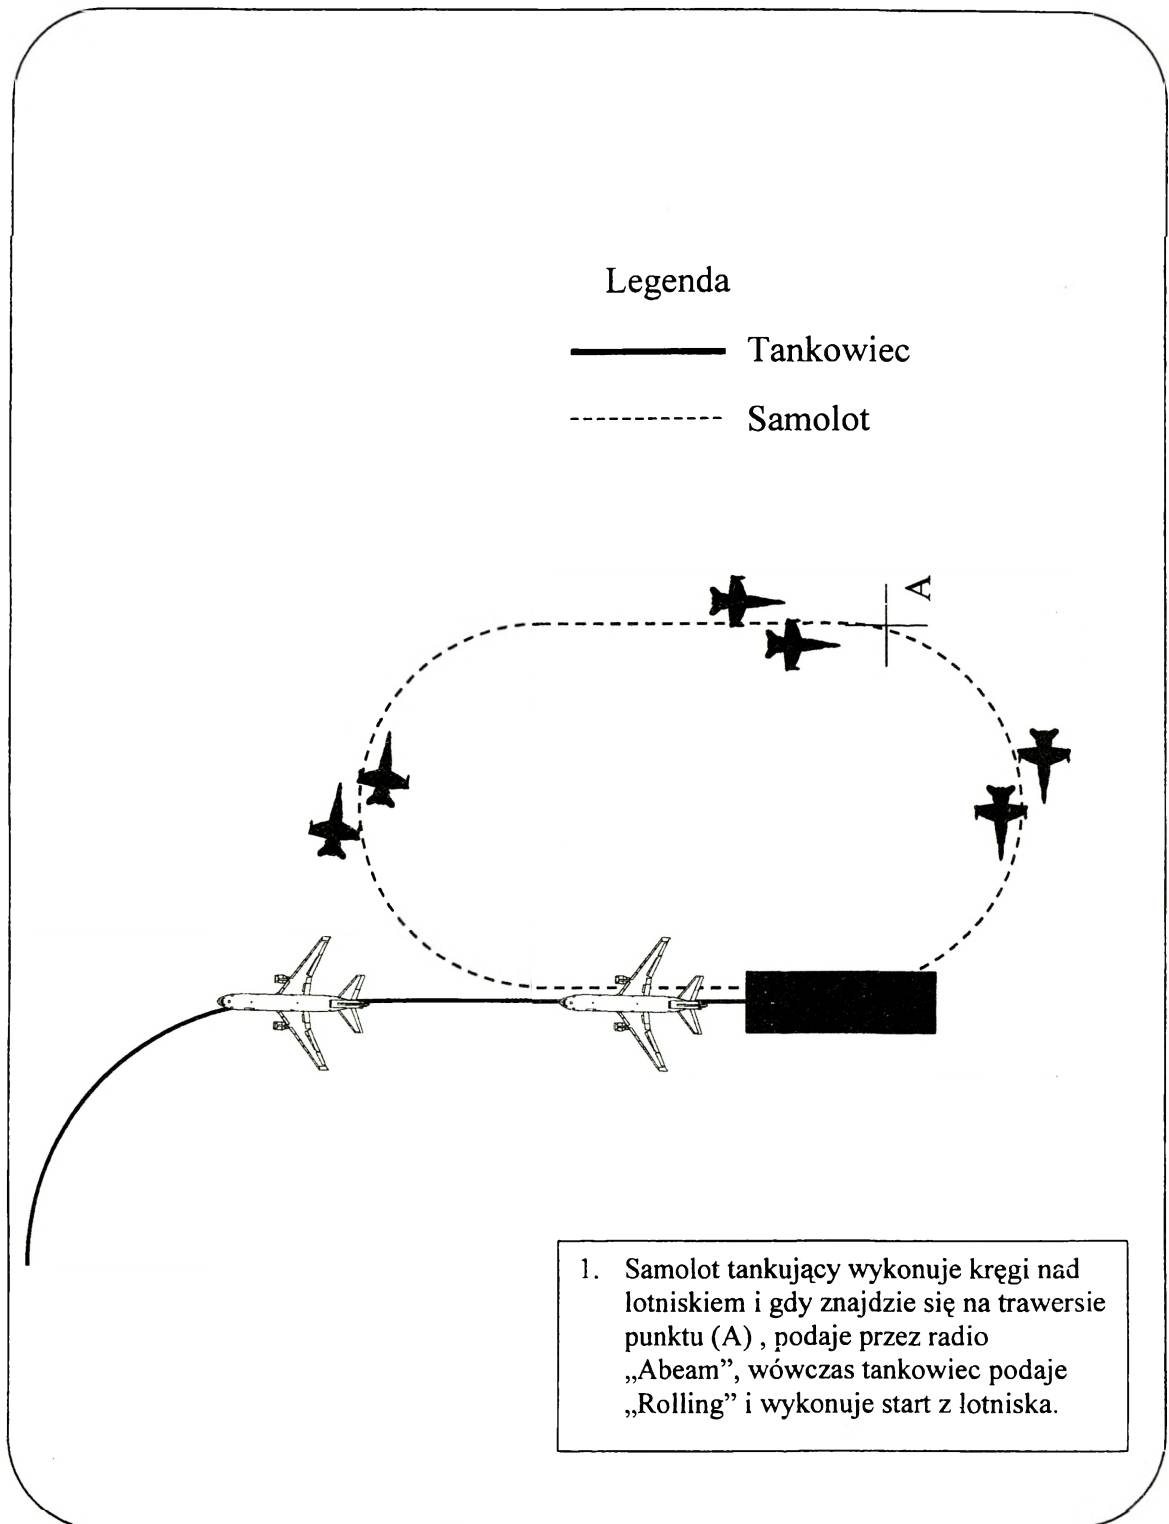 Legenda
Tankowiec
Samolot
A
1. Samolot tankujący wykonuje kręgi nad
lotniskiem i gdy znajdzie się na trawersie
punktu (A) , podaje przez radio
„Abeam”, wówczas tankowiec podaje
„Rolling” i wykonuje start z lotniska.